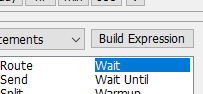 tements Build Expression
Route Wait
Send Wait Until
Split Warmup